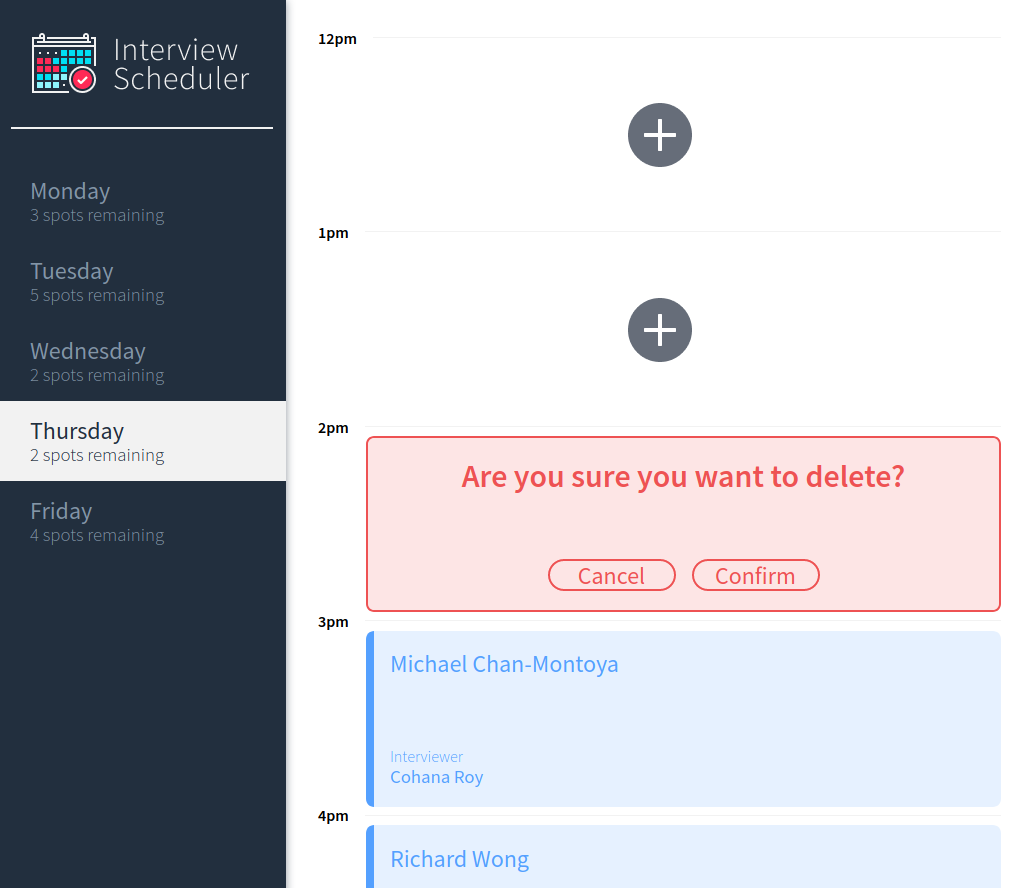 Interview
Scheduler
Monday
3 spots remaining
Tuesday
5 spots remaining
Wednesday
2 spots remaining
Thursday
2 spots remaining
Friday
4 spots remaining
12pm
1pm
2pm
Are you sure you want to delete?
Cancel Confirm
3pm
Michael Chan-Montoya
Interviewer
Cohana Roy
4pm
Richard Wong